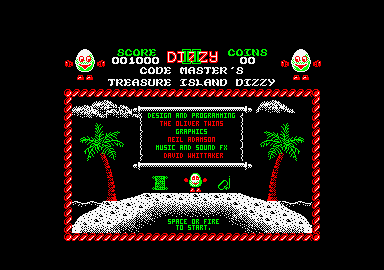 SCORE DIZZY COINS
001000 II 00
CODE MASTER'S
TREASURE ISLAND DIZZY
DESIGN AND PROGRAMMING
THE OLIVER TWINS
GRAPHICS
NEIL ADAMSON
MUSIC AND SOUND FX
DAVID WHITTAKER
SPACE OR FIRE
TO START.